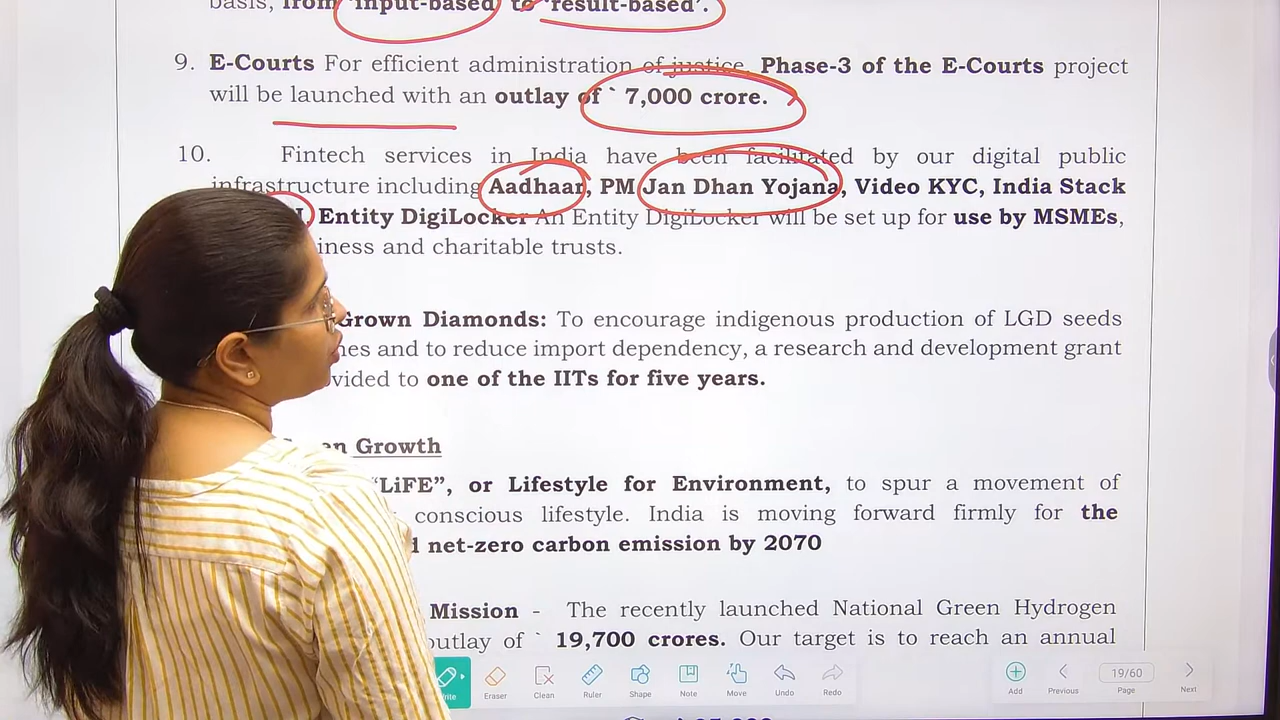 basis, from 'input-based' to 'result-based'.
9. E-Courts For efficient administration of justice, Phase-3 of the E-Courts project
will be launched with an outlay of ` 7,000 crore.
10. Fintech services in India have been facilitated by our digital public
infrastructure including Aadhaar, PM Jan Dhan Yojana, Video KYC, India Stack
Entity DigiLocker An Entity DigiLocker will be set up for use by MSMEs,
iness and charitable trusts.
Grown Diamonds: To encourage indigenous production of LGD seeds
nes and to reduce import dependency, a research and development grant
vided to one of the IITs for five years.
en Growth
"LiFE", or Lifestyle for Environment, to spur a movement of
conscious lifestyle. India is moving forward firmly for the
net-zero carbon emission by 2070
Mission - The recently launched National Green Hydrogen
outlay of ` 19,700 crores. Our target is to reach an annual
Write Eraser Clean Ruler Shape Note Move Undo Redo Add Previous 19/60 Page Next